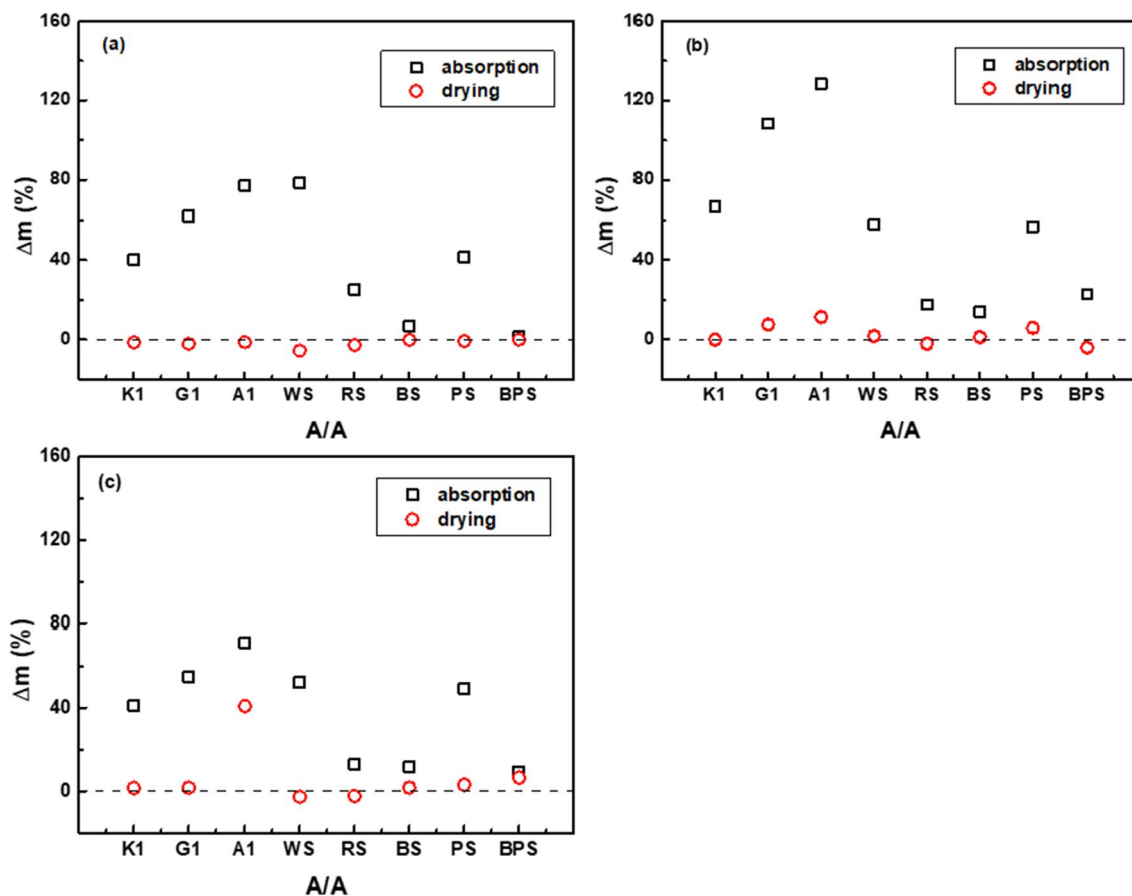 (a)
absorption
drying
160
120
80
40
0
Δm (%)
K1 G1 A1 WS RS BS PS BPS
A/A
(b)
absorption
drying
160
120
80
40
0
Δm (%)
K1 G1 A1 WS RS BS PS BPS
A/A
(c)
absorption
drying
160
120
80
40
0
Δm (%)
K1 G1 A1 WS RS BS PS BPS
A/A